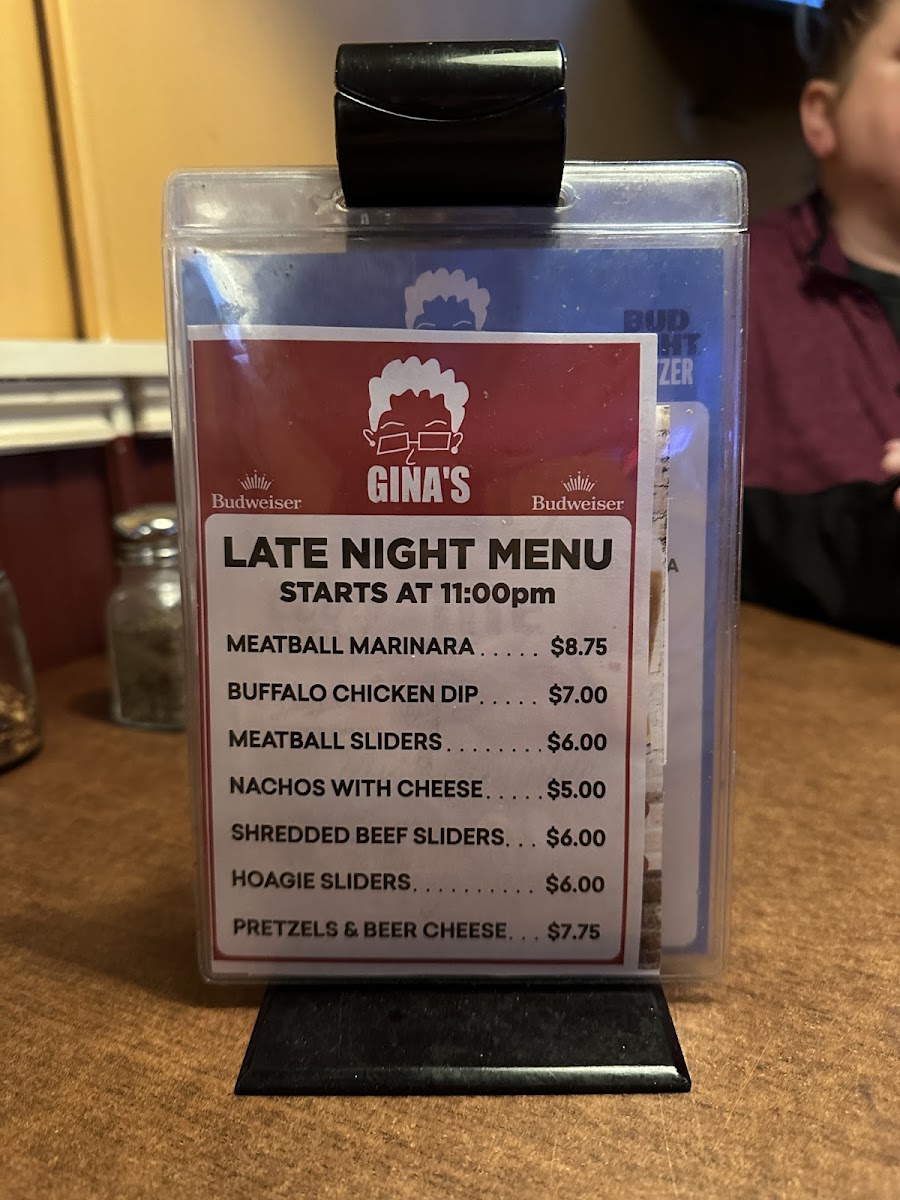 BUD
GINA'S
Budweiser
Budweiser
LATE NIGHT MENU
STARTS AT 11:00pm
MEATBALL MARINARA..... $8.75
BUFFALO CHICKEN DIP..... $7.00
MEATBALL SLIDERS........ $6.00
NACHOS WITH CHEESE..... $5.00
SHREDDED BEEF SLIDERS... $6.00
HOAGIE SLIDERS.......... $6.00
PRETZELS & BEER CHEESE... $7.75